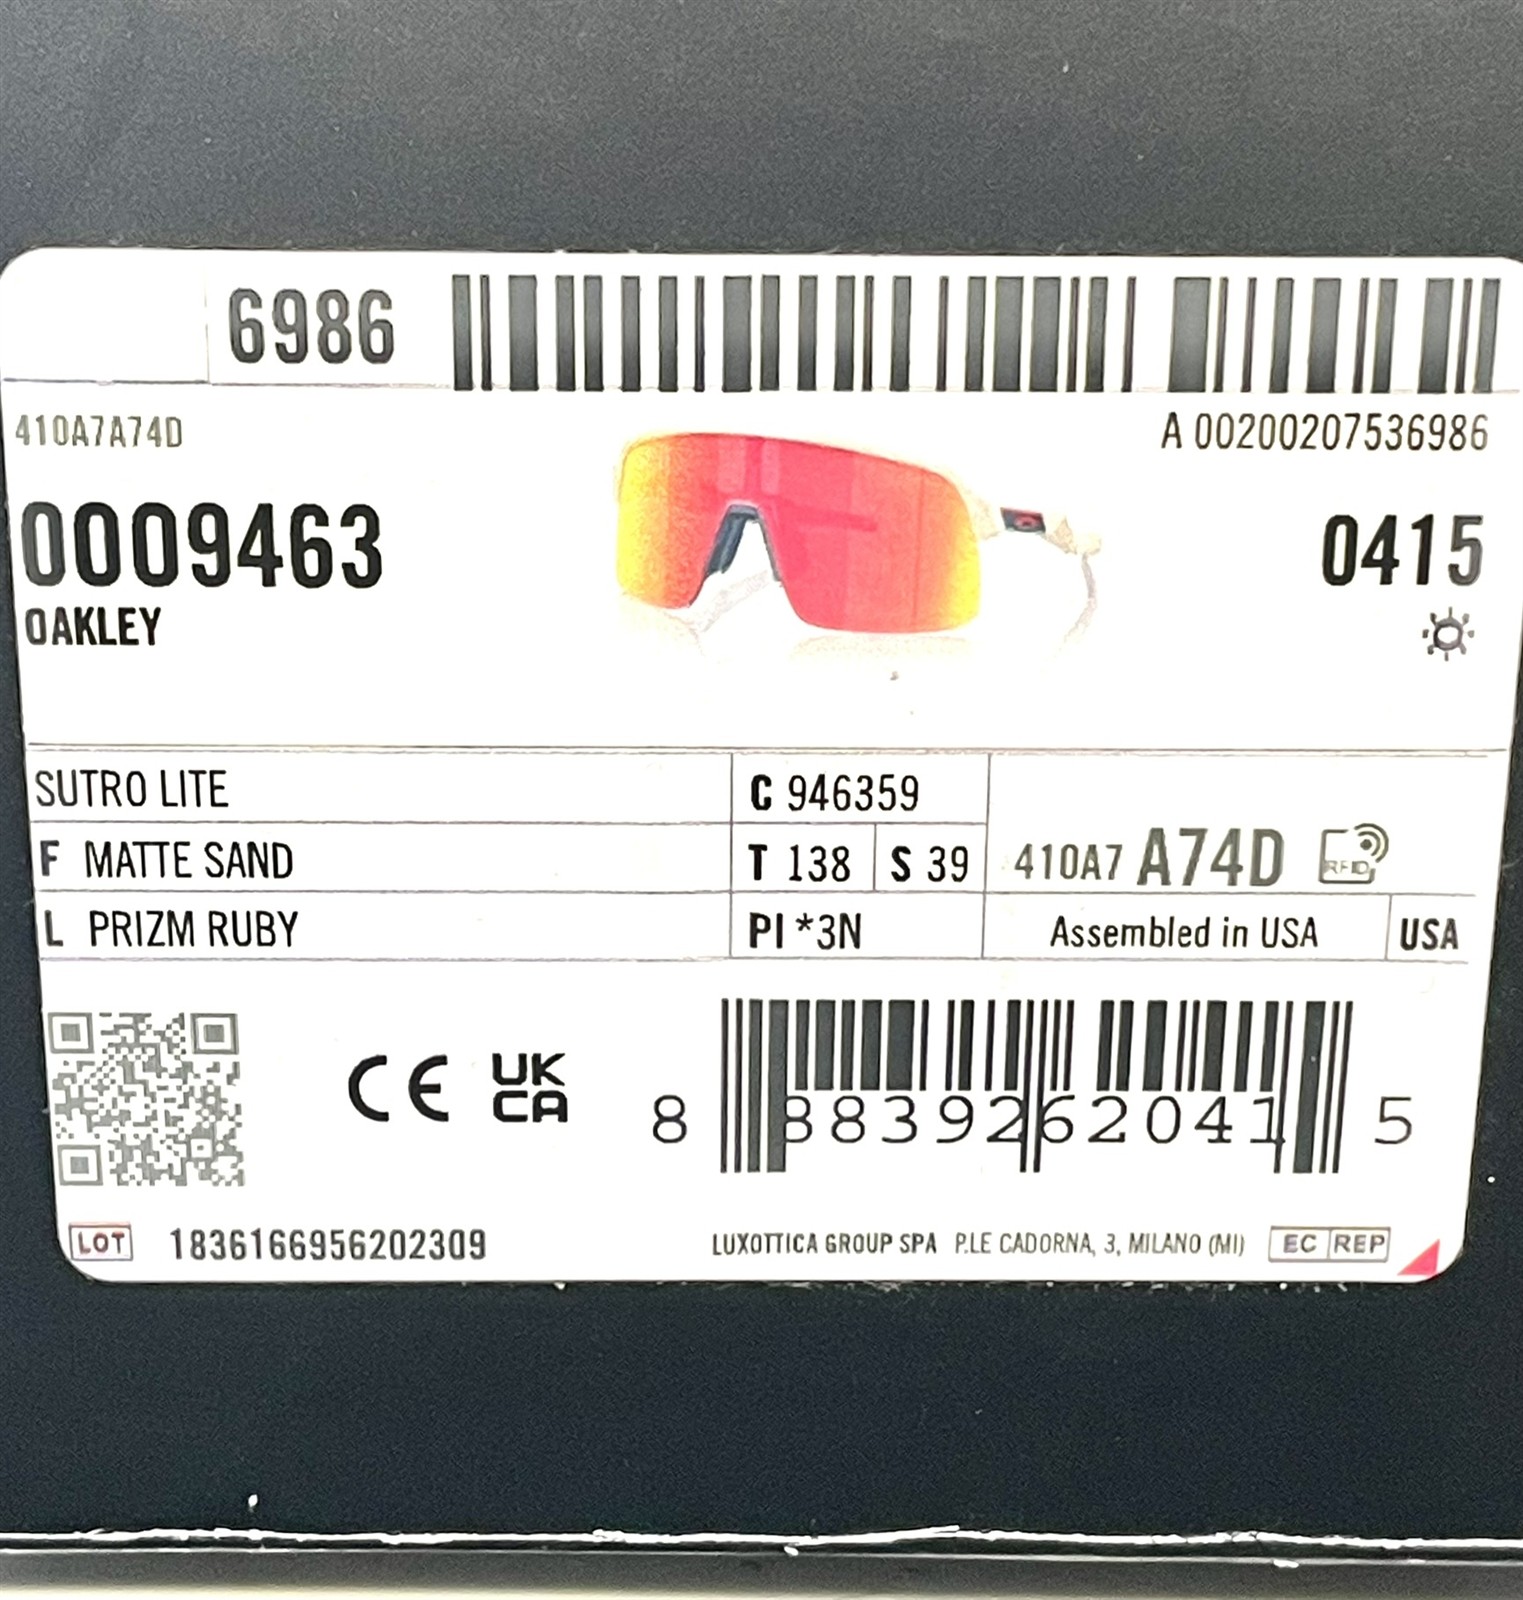 6986
410A7A74D
A 00200207536986
0009463
0415
OAKLEY
SUTRO LITE
C 946359
F MATTE SAND
T 138 S 39
410A7 A74D RFID
L PRIZM RUBY
PI *3N
Assembled in USA USA
CE UK CA
8 88392 62041 5
LOT 1836166956202309
LUXOTTICA GROUP SPA P.LE CADORNA, 3, MILANO (MI) EC REP